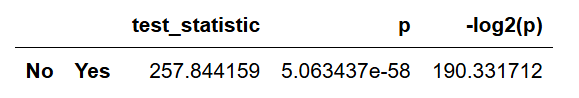 test_statistic p -log2(p)
No Yes 257.844159 5.063437e-58 190.331712